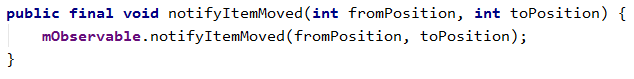 public final void notifyItemMoved(int fromPosition, int toPosition) {
    mObservable.notifyItemMoved(fromPosition, toPosition);
}